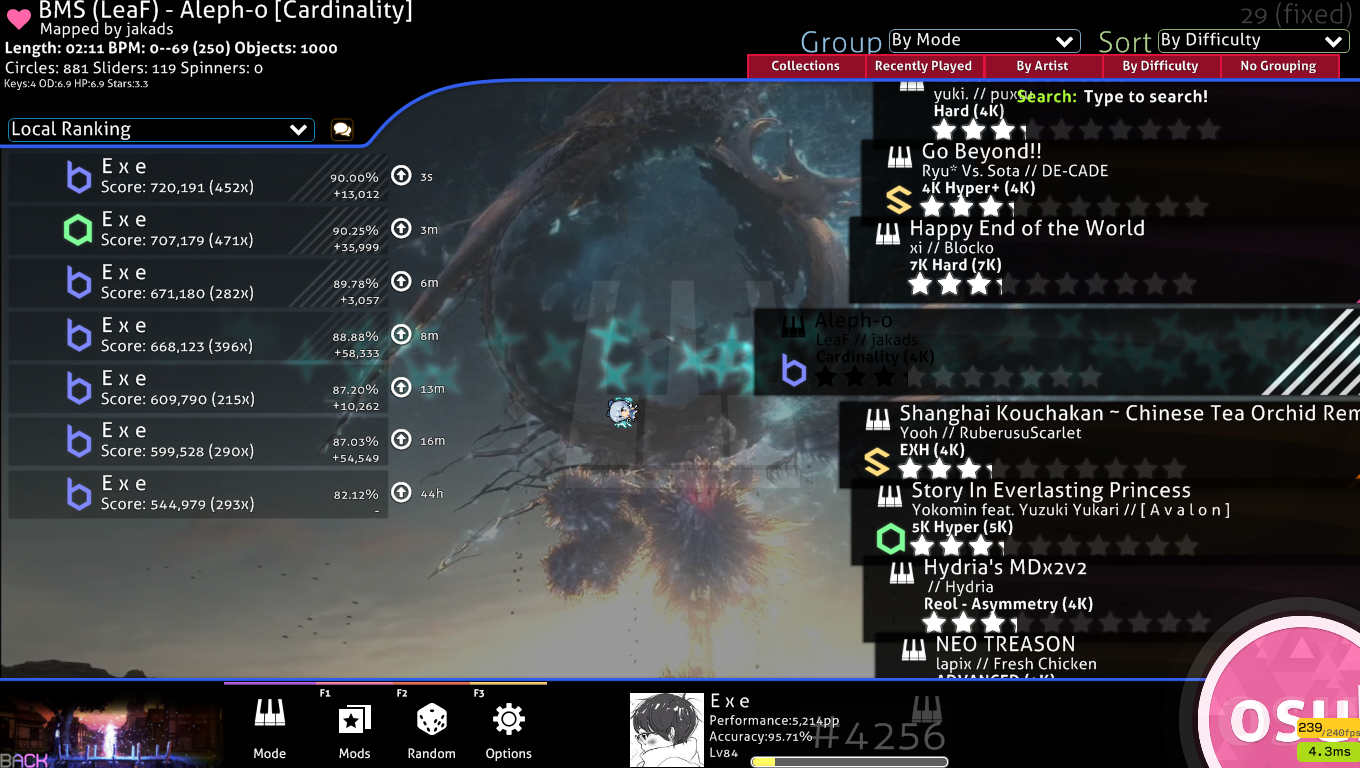 BMS (LeaF) - Aleph-0 [Cardinality]
Mapped by jakads
Length: 02:11 BPM: 0--69 (250) Objects: 1000
Circles: 881 Sliders: 119 Spinners: 0
Keys:4 OD:6.9 HP:6.9 Stars:3.3
29 (fixed)
Group By Mode Sort By Difficulty
Collections Recently Played By Artist By Difficulty No Grouping
Search: Type to search!
Local Ranking
E x e
Score: 720,191 (452x) 90.00% +13,012 3s
E x e
Score: 707,179 (471x) 90.25% +35,999 3m
E x e
Score: 671,180 (282x) 89.78% +3,057 6m
E x e
Score: 668,123 (396x) 88.88% +58,333 8m
E x e
Score: 609,790 (215x) 87.20% +10,262 13m
E x e
Score: 599,528 (290x) 87.03% +54,549 16m
E x e
Score: 544,979 (293x) 82.12% - 44h
yuki. //
Hard (4K)
Go Beyond!!
Ryu* Vs. Sota // DE-CADE
4K Hyper+ (4K)
Happy End of the World
xi // Blocko
7K Hard (7K)
Aleph-0
Leaf // jakads
Cardinality (4K)
Shanghai Kouchakan ~ Chinese Tea Orchid Rem
Yooh // RuberusuScarlet
EXH (4K)
Story In Everlasting Princess
Yokomin feat. Yuzuki Yukari // [ A v a l o n ]
5K Hyper (5K)
Hydria's MDx2v2
// Hydria
Reol - Asymmetry (4K)
NEO TREASON
lapix // Fresh Chicken
ADVANCED (4K)
BACK
Mode
F1
Mods
F2
Random
F3
Options
E x e
Performance:5,214pp
Accuracy:95.71%
Lv84
#4256
osu
239/240fps
4.3ms